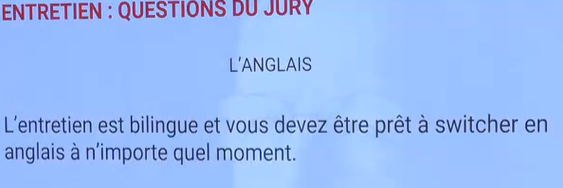 ENTRETIEN : QUESTIONS DU JURY
L'ANGLAIS
L'entretien est bilingue et vous devez être prêt à switcher en
anglais à n'importe quel moment.